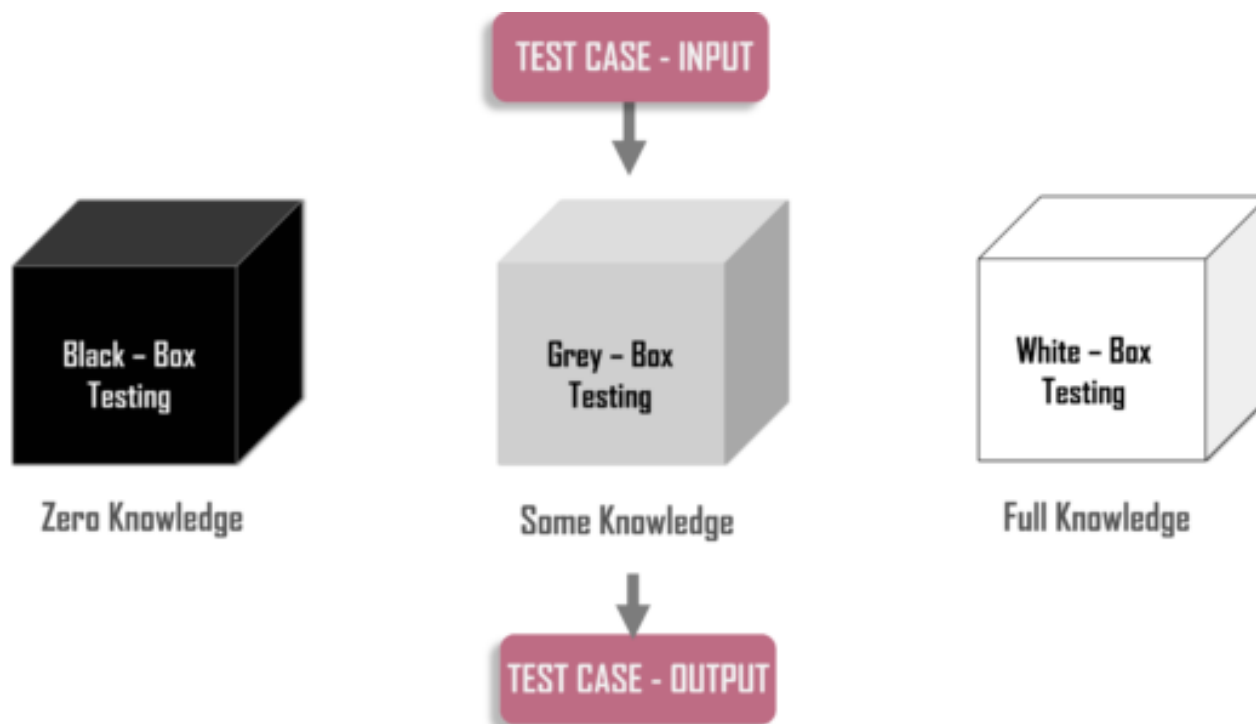 TEST CASE - INPUT
Black – Box
Testing
Zero Knowledge
Grey – Box
Testing
Some Knowledge
White – Box
Testing
Full Knowledge
TEST CASE - OUTPUT